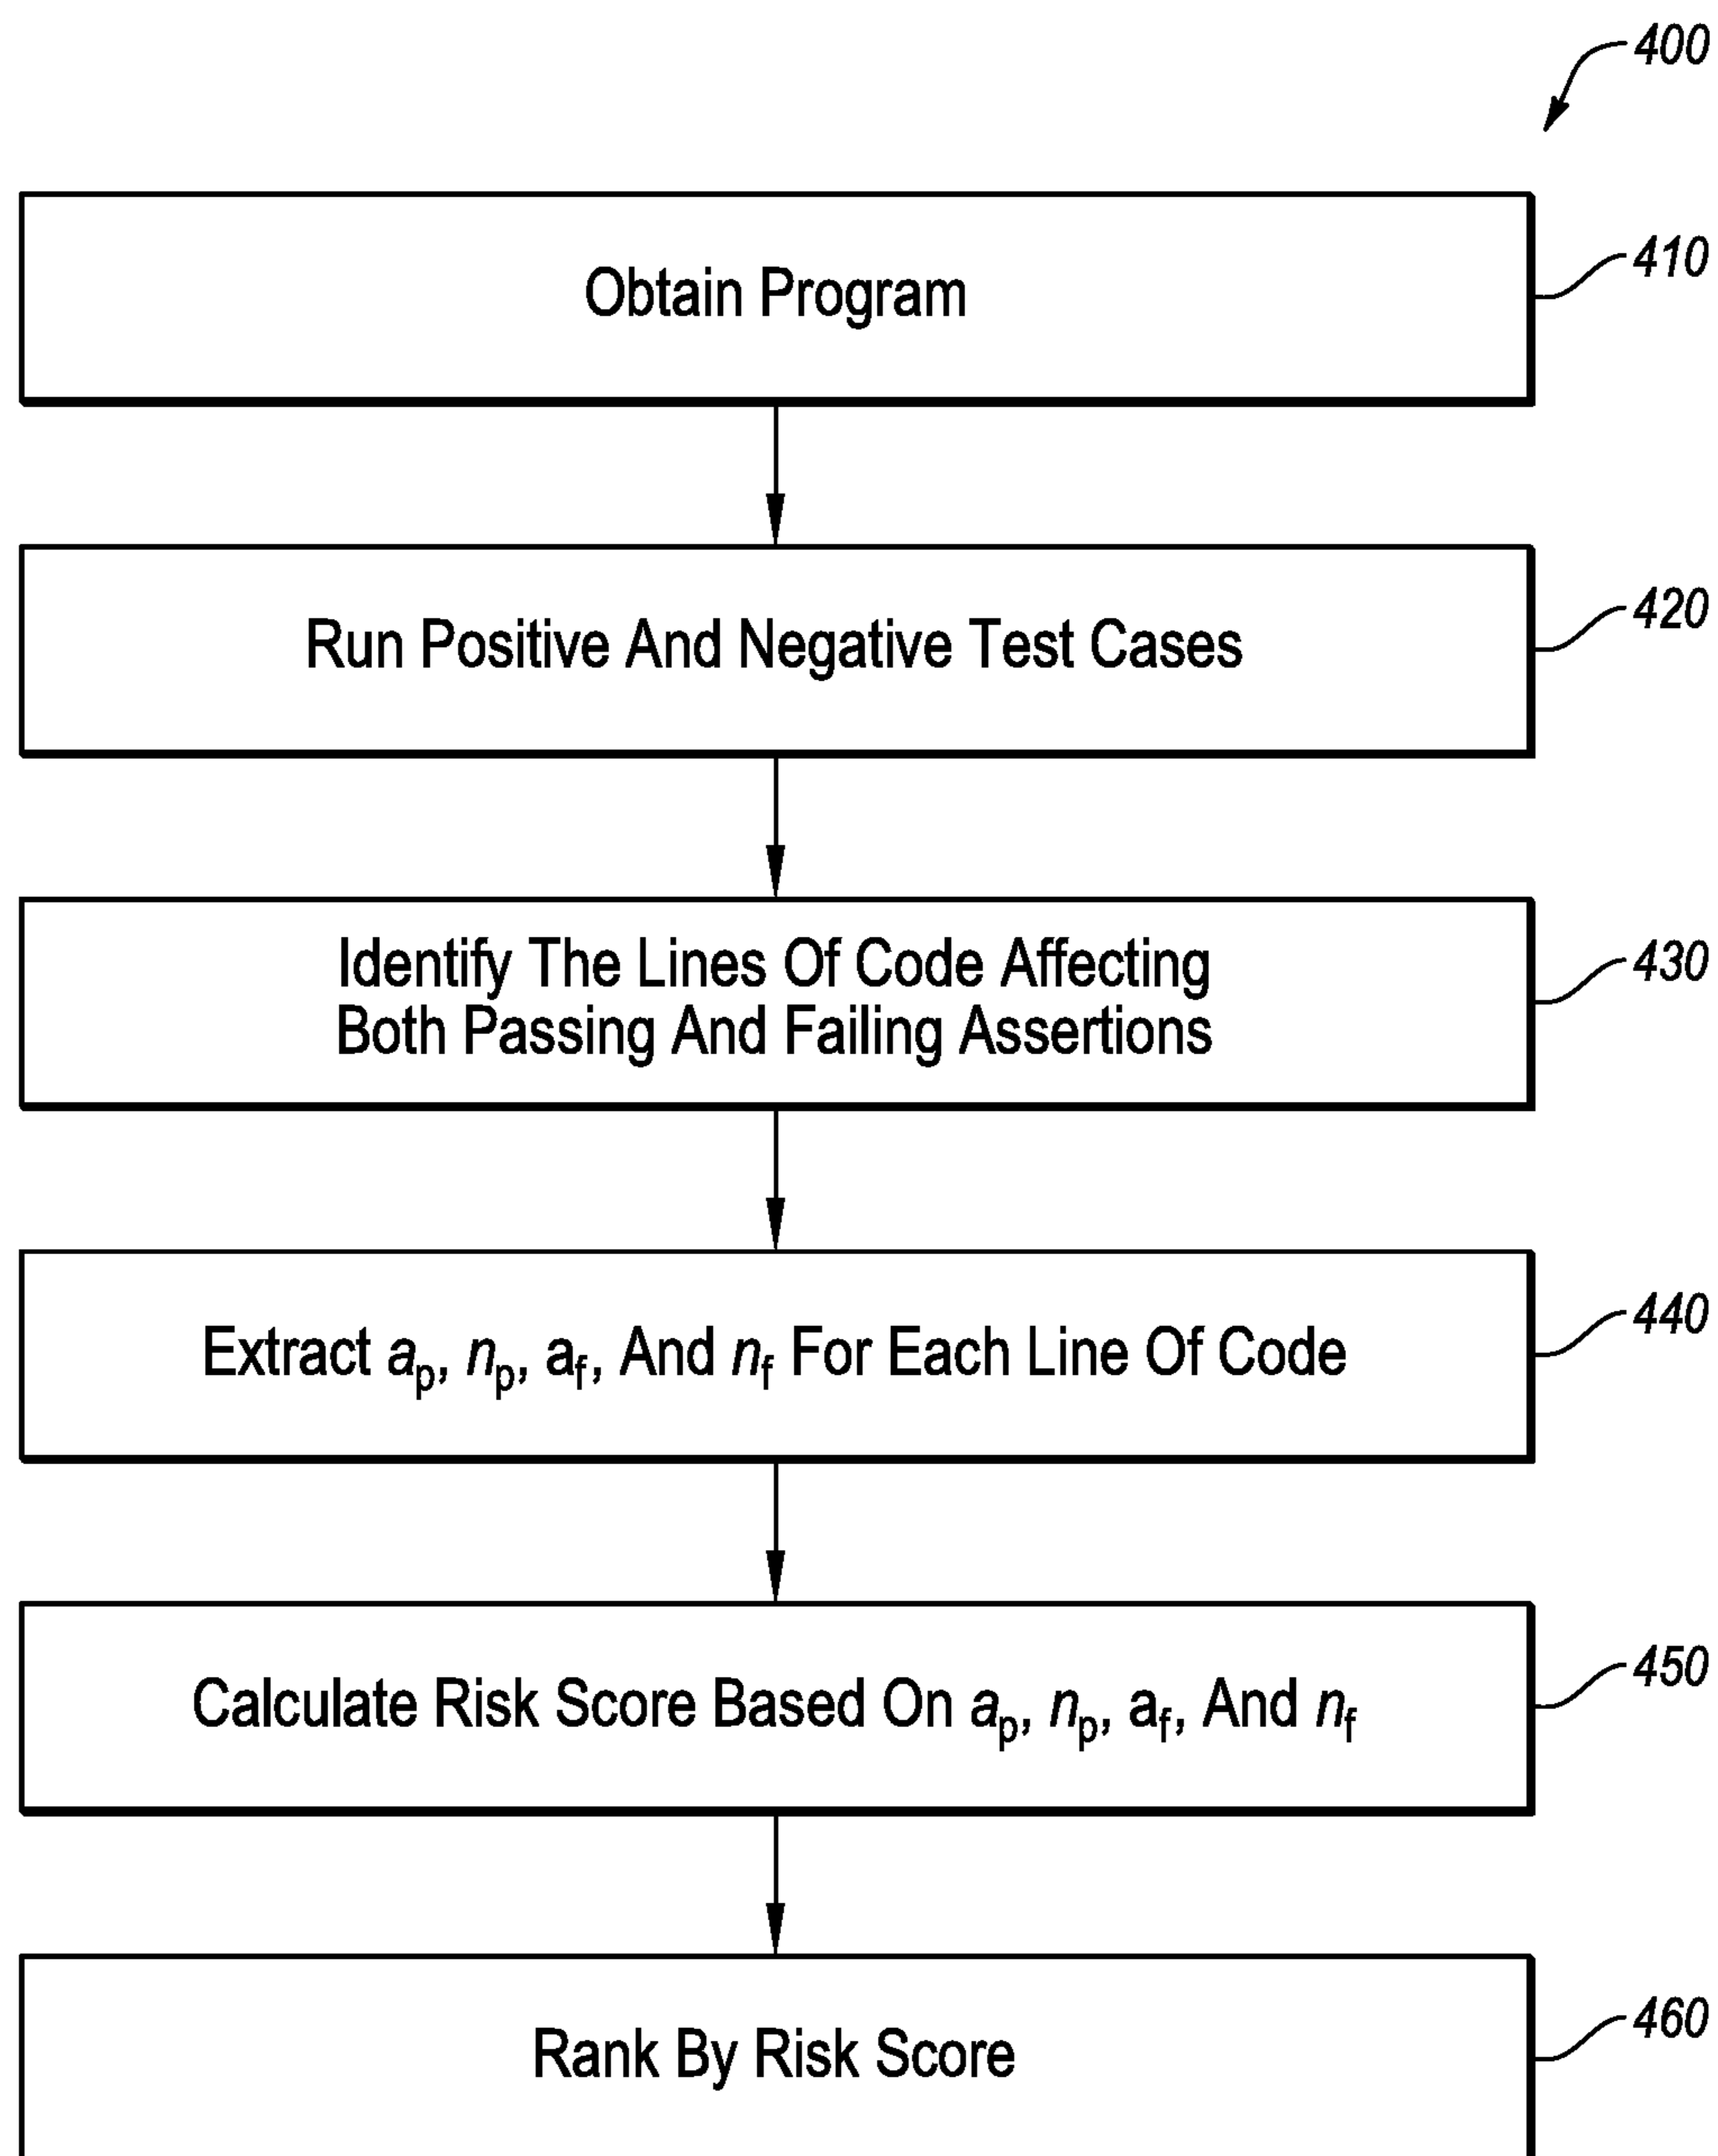 400
Obtain Program
410
Run Positive And Negative Test Cases
420
Identify The Lines Of Code Affecting
Both Passing And Failing Assertions
430
Extract ap, np, af, And nf For Each Line Of Code
440
Calculate Risk Score Based On ap, np, af, And nf
450
Rank By Risk Score
460